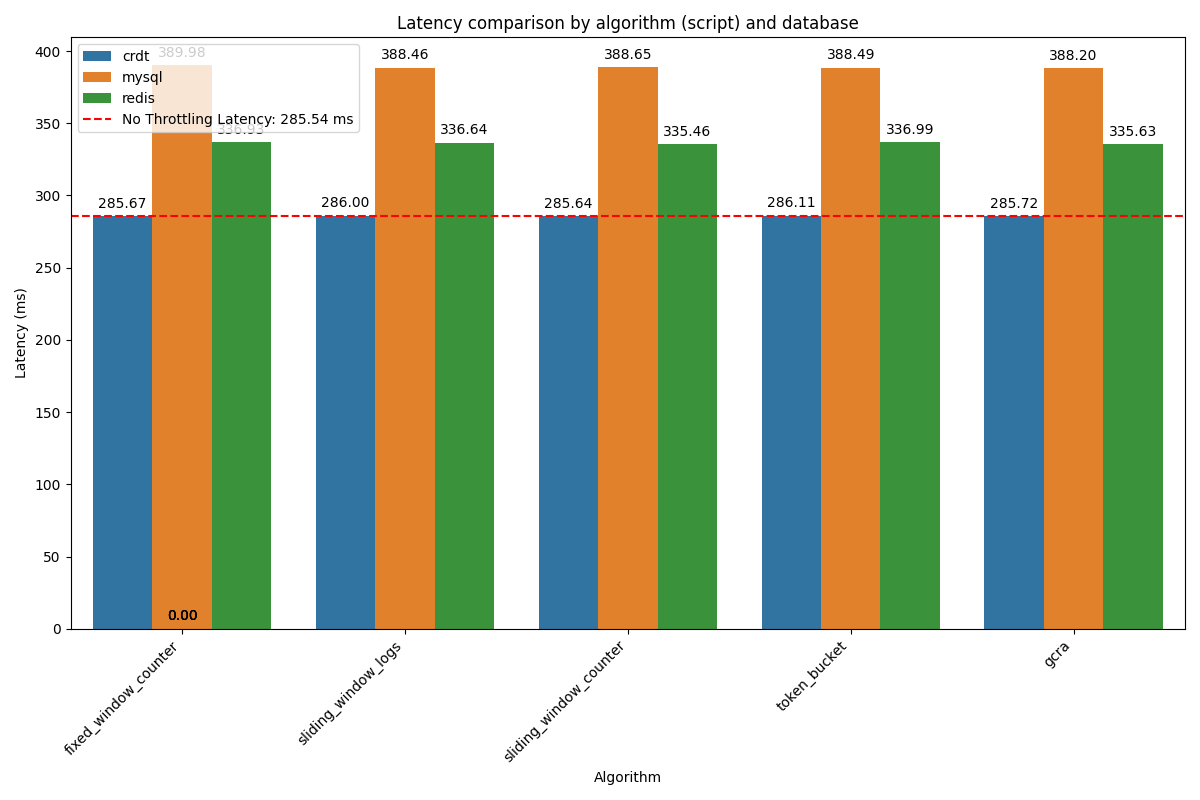 Latency comparison by algorithm (script) and database
crdt
mysql
redis
No Throttling Latency: 285.54 ms
389.98
388.46
388.65
388.49
388.20
336.93
336.64
335.46
336.99
335.63
285.67
286.00
285.64
286.11
285.72
0.00
400
350
300
250
200
150
100
50
0
Latency (ms)
fixed_window_counter
sliding_window_logs
sliding_window_counter
token_bucket
gcra
Algorithm